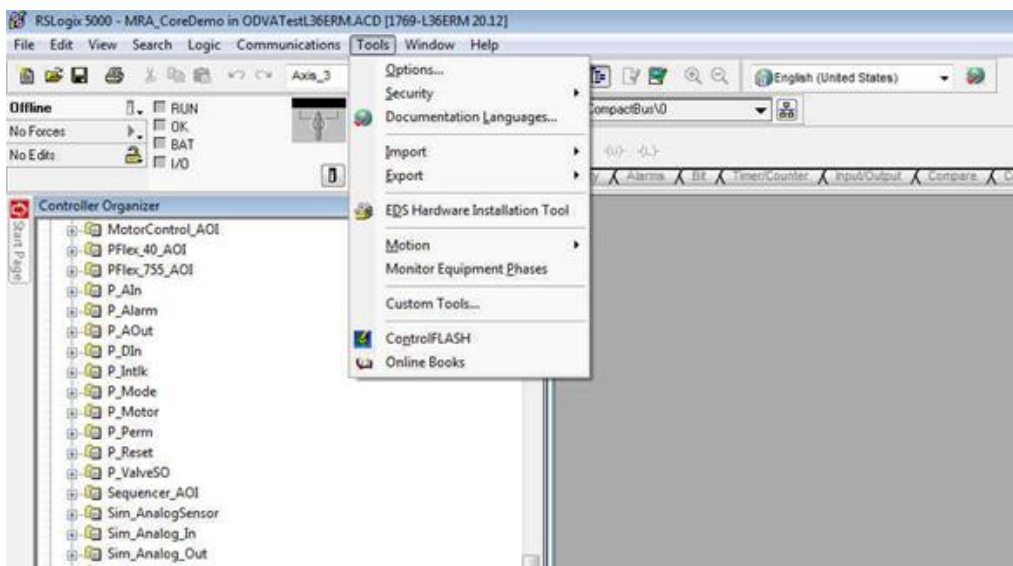 RSLogix 5000 - MRA_CoreDemo in ODVATestL36ERM.ACD [1769-L36ERM 20.12]
File Edit View Search Logic Communications Tools Window Help
Axis_3
English (United States)
Offline
RUN
No Forces
OK
No Edits
BAT
I/O
CompactBus\0
Alarms Bit Timer/Counter Input/Output Compare
Start Page
Controller Organizer
MotorControl_AOI
PFlex_40_AOI
PFlex_755_AOI
P_AIn
P_Alarm
P_AOut
P_DIn
P_Intlk
P_Mode
P_Motor
P_Perm
P_Reset
P_ValveSO
Sequencer_AOI
Sim_AnalogSensor
Sim_Analog_In
Sim_Analog_Out
Options...
Security
Documentation Languages...
Import
Export
EDS Hardware Installation Tool
Motion
Monitor Equipment Phases
Custom Tools...
ControlFLASH
Online Books